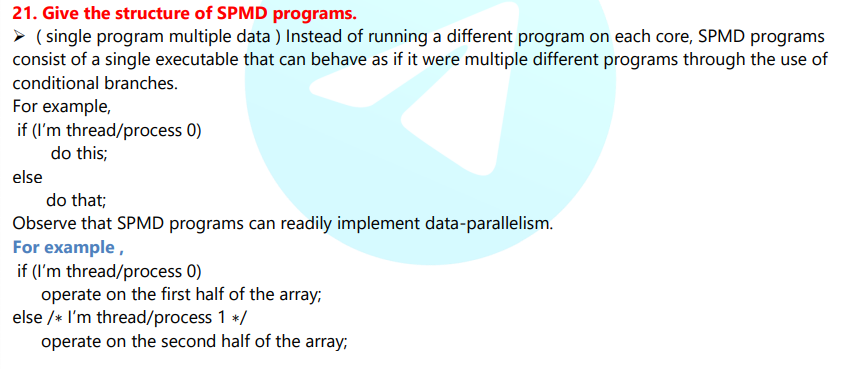 21. Give the structure of SPMD programs.
➢ ( single program multiple data ) Instead of running a different program on each core, SPMD programs
consist of a single executable that can behave as if it were multiple different programs through the use of
conditional branches.
For example,
if (I’m thread/process 0)
do this;
else
do that;
Observe that SPMD programs can readily implement data-parallelism.
For example ,
if (I’m thread/process 0)
operate on the first half of the array;
else /∗ I’m thread/process 1 ∗/
operate on the second half of the array;